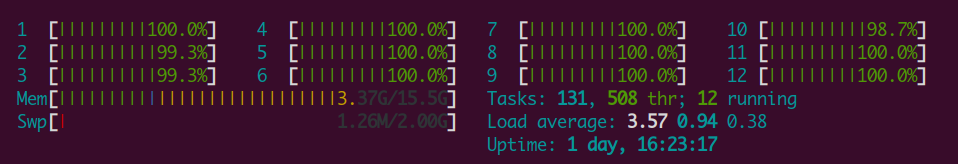 1 [||||||||||100.0%] 4 [||||||||||100.0%] 7 [||||||||||100.0%] 10 [||||||||||98.7%]
2 [||||||||||99.3%] 5 [||||||||||100.0%] 8 [||||||||||100.0%] 11 [||||||||||100.0%]
3 [||||||||||99.3%] 6 [||||||||||100.0%] 9 [||||||||||100.0%] 12 [||||||||||100.0%]
Mem[||||||||||||||||||||||||||||3.37G/15.5G] Tasks: 131, 508 thr; 12 running
Swp[| 1.26M/2.00G] Load average: 3.57 0.94 0.38
Uptime: 1 day, 16:23:17